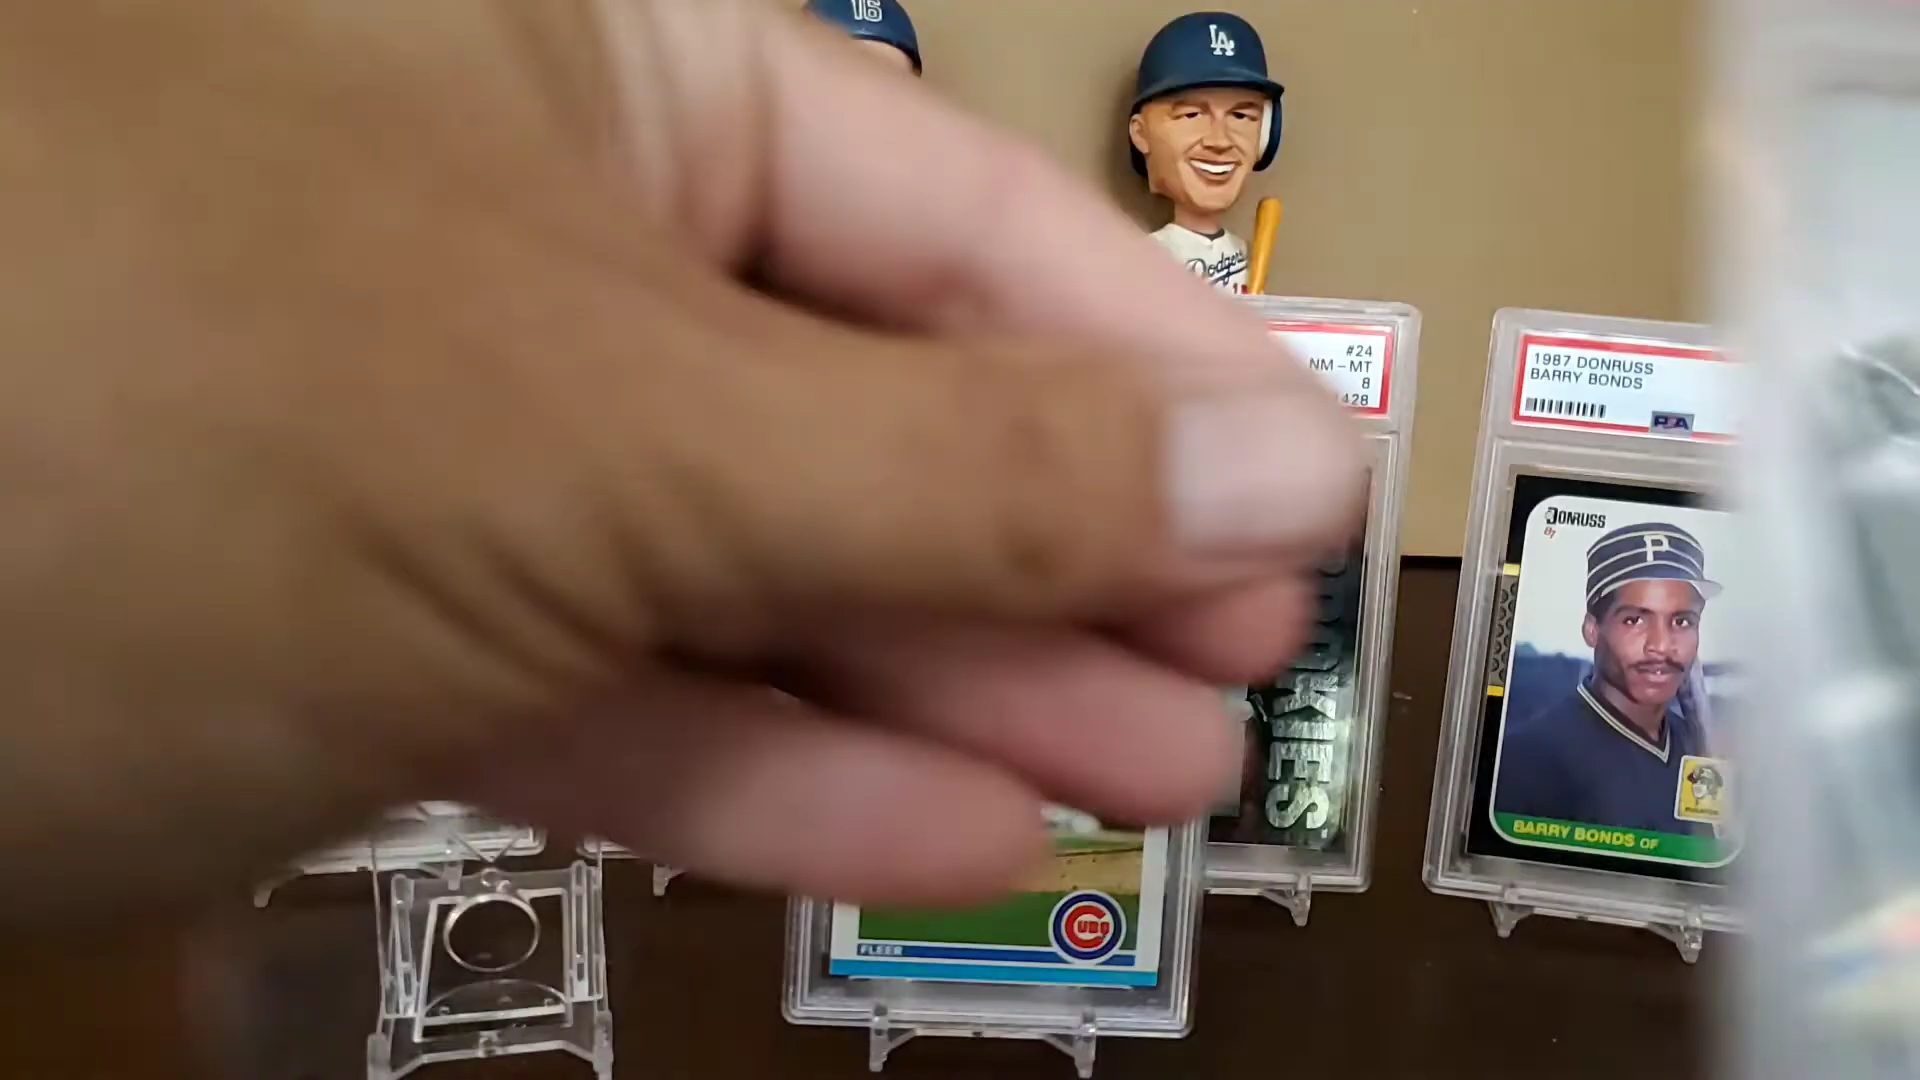 16
LA
Dodgers
#24
NM-MT
8
428
1987 DONRUSS
BARRY BONDS
PSA
DONRUSS
87
P
BARRY BONDS OF
CUBS
FLEER